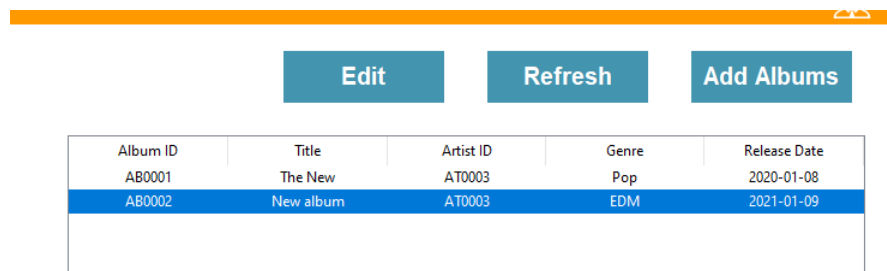 Edit Refresh Add Albums
Album ID Title Artist ID Genre Release Date
AB0001 The New AT0003 Pop 2020-01-08
AB0002 New album AT0003 EDM 2021-01-09